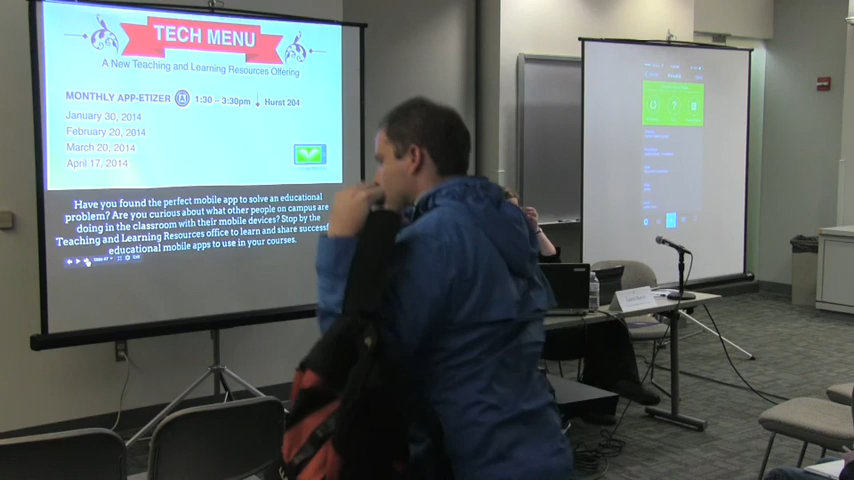 TECH MENU
A New Teaching and Learning Resources Offering
MONTHLY APP-ETIZER 1:30 – 3:30pm Hurst 204
January 30, 2014
February 20, 2014
March 20, 2014
April 17, 2014
Have you found the perfect mobile app to solve an educational
problem? Are you curious about what other people on campus are
doing in the classroom with their mobile devices? Stop by the
Teaching and Learning Resources office to learn and share
educational mobile apps to use in your courses.